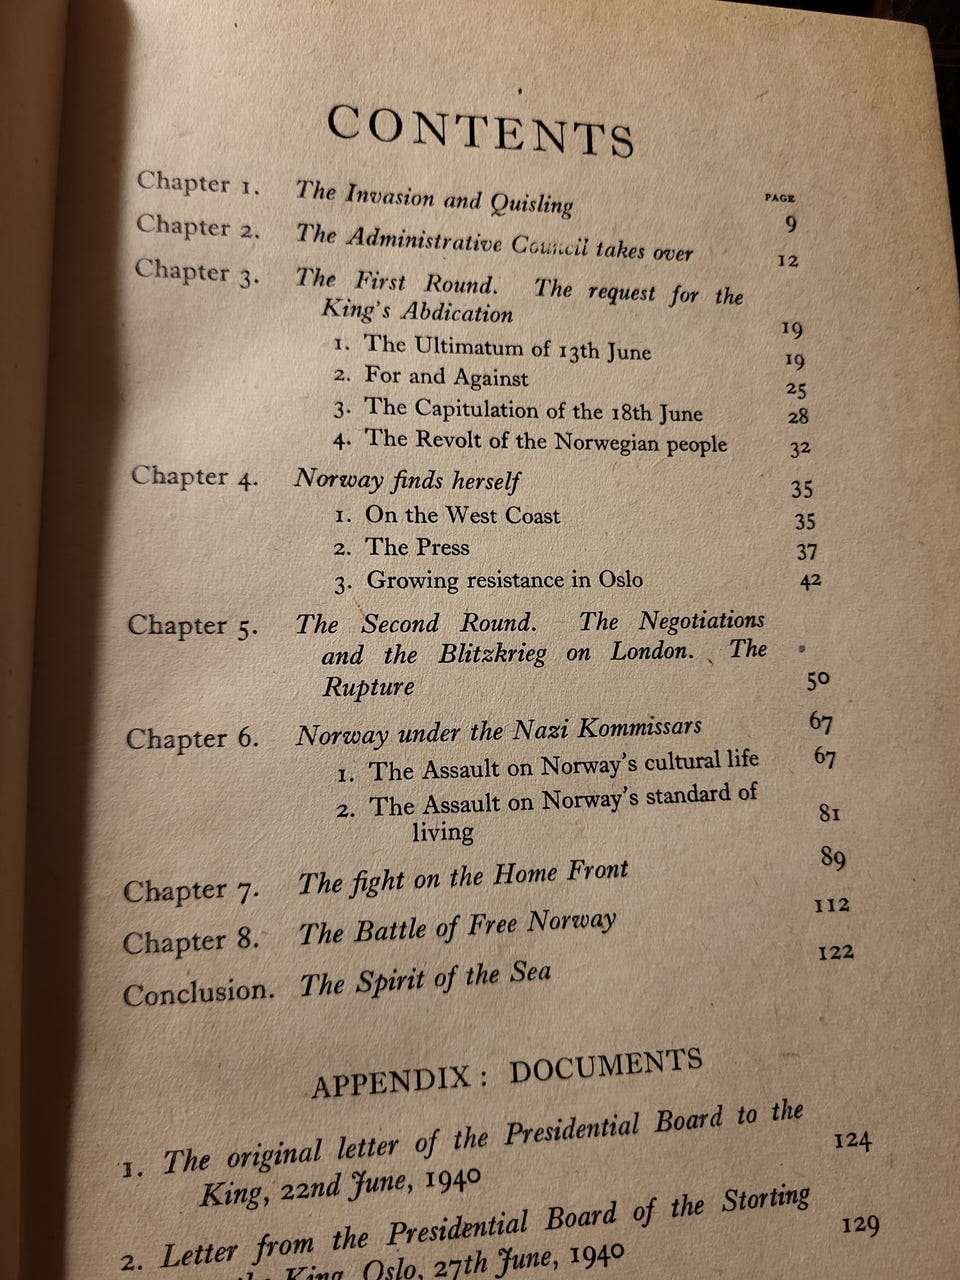 CONTENTS
PAGE
Chapter 1. The Invasion and Quisling 9
Chapter 2. The Administrative Council takes over 12
Chapter 3. The First Round. The request for the
King's Abdication 19
1. The Ultimatum of 13th June 19
2. For and Against 25
3. The Capitulation of the 18th June 28
4. The Revolt of the Norwegian people 32
Chapter 4. Norway finds herself 35
1. On the West Coast 35
2. The Press 37
3. Growing resistance in Oslo 42
Chapter 5. The Second Round. The Negotiations
and the Blitzkrieg on London. The
Rupture 50
Chapter 6. Norway under the Nazi Kommissars 67
1. The Assault on Norway's cultural life 67
2. The Assault on Norway's standard of
living 81
Chapter 7. The fight on the Home Front 89
Chapter 8. The Battle of Free Norway 112
Conclusion. The Spirit of the Sea 122
APPENDIX: DOCUMENTS
1. The original letter of the Presidential Board to the
King, 22nd June, 1940 124
2. Letter from the Presidential Board of the Storting
the King, Oslo, 27th June, 1940 129